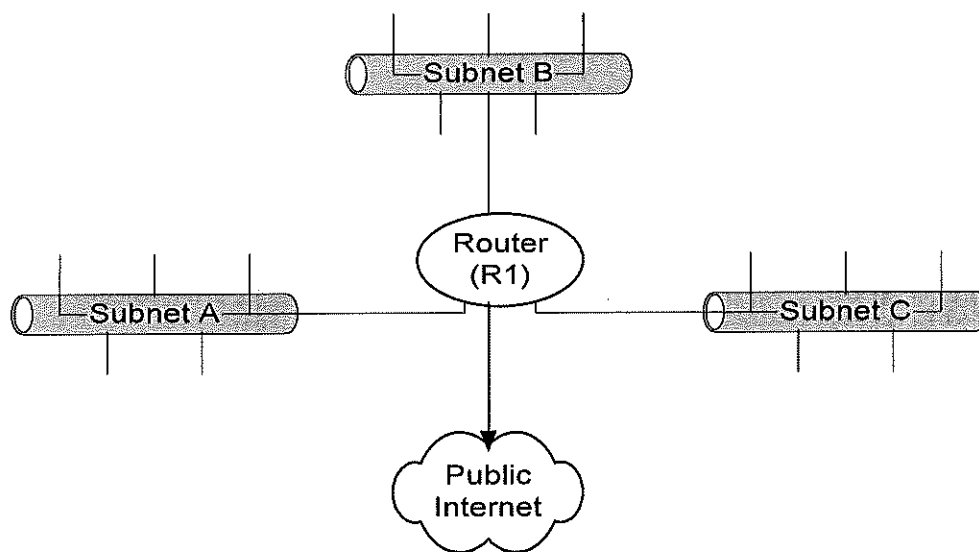 Subnet B
Router
(R1)
Subnet A
Subnet C
Public
Internet